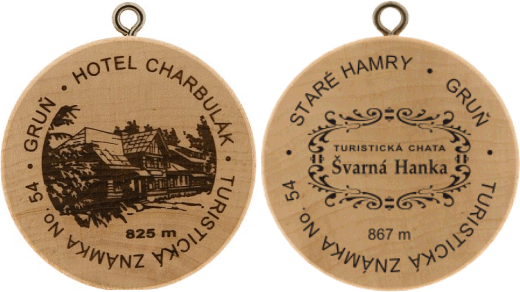 HOTEL CHARBULÁK • TURISTICKÁ ZNÁMKA No. 54 • GRUŇ •
825 m
STARÉ HAMRY • GRUŇ • TURISTICKÁ ZNÁMKA No. 54 •
TURISTICKÁ CHATA
Švarná Hanka
867 m